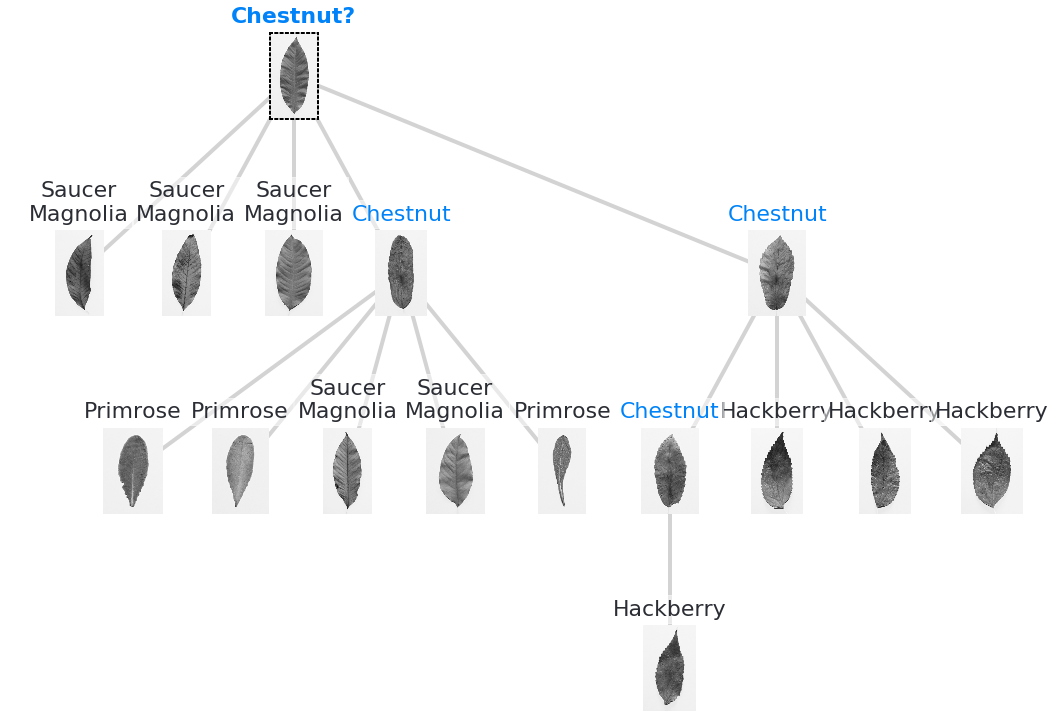 Chestnut?
Saucer Saucer Saucer
Magnolia Magnolia Magnolia Chestnut Chestnut
Saucer Saucer
Primrose Primrose Magnolia Magnolia Primrose Chestnut Hackberry Hackberry Hackberry
Hackberry